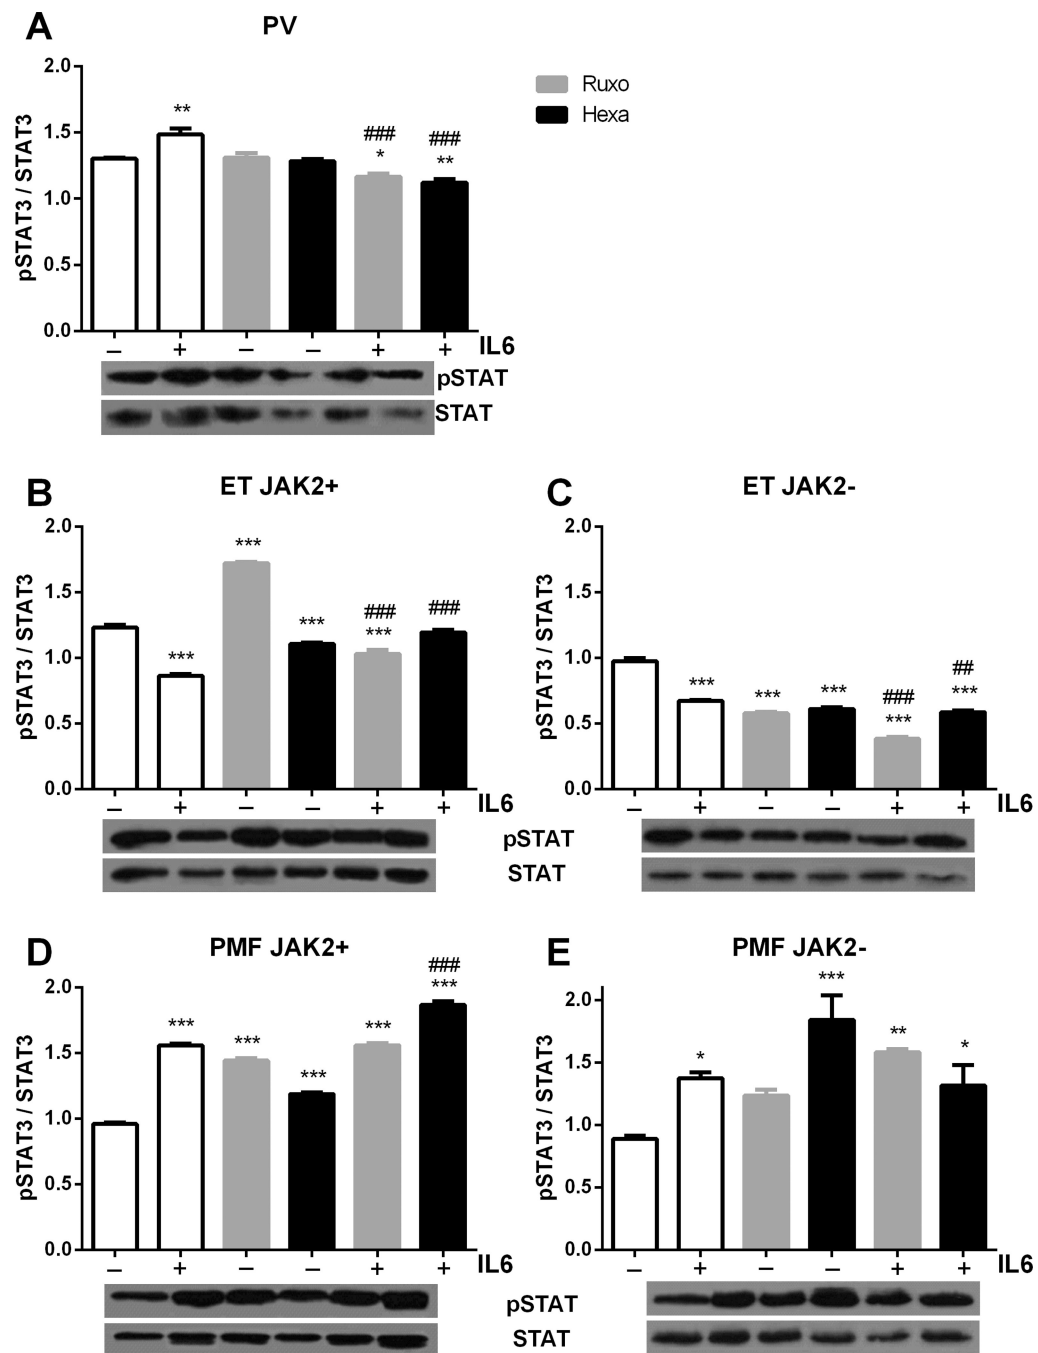 A
PV
Ruxo
Hexa
pSTAT3 / STAT3
2.0
1.5
1.0
0.5
0.0
**
###
*
###
**
– + – – + + IL6
pSTAT
STAT
B
ET JAK2+
pSTAT3 / STAT3
2.0
1.5
1.0
0.5
0.0
***
***
***
###
***
###
– + – – + + IL6
C
ET JAK2-
pSTAT3 / STAT3
2.0
1.5
1.0
0.5
0.0
***
***
***
###
***
##
***
– + – – + + IL6
pSTAT
STAT
D
PMF JAK2+
pSTAT3 / STAT3
2.0
1.5
1.0
0.5
0.0
***
***
***
***
###
***
– + – – + + IL6
E
PMF JAK2-
pSTAT3 / STAT3
2.0
1.5
1.0
0.5
0.0
*
***
**
*
– + – – + + IL6
pSTAT
STAT